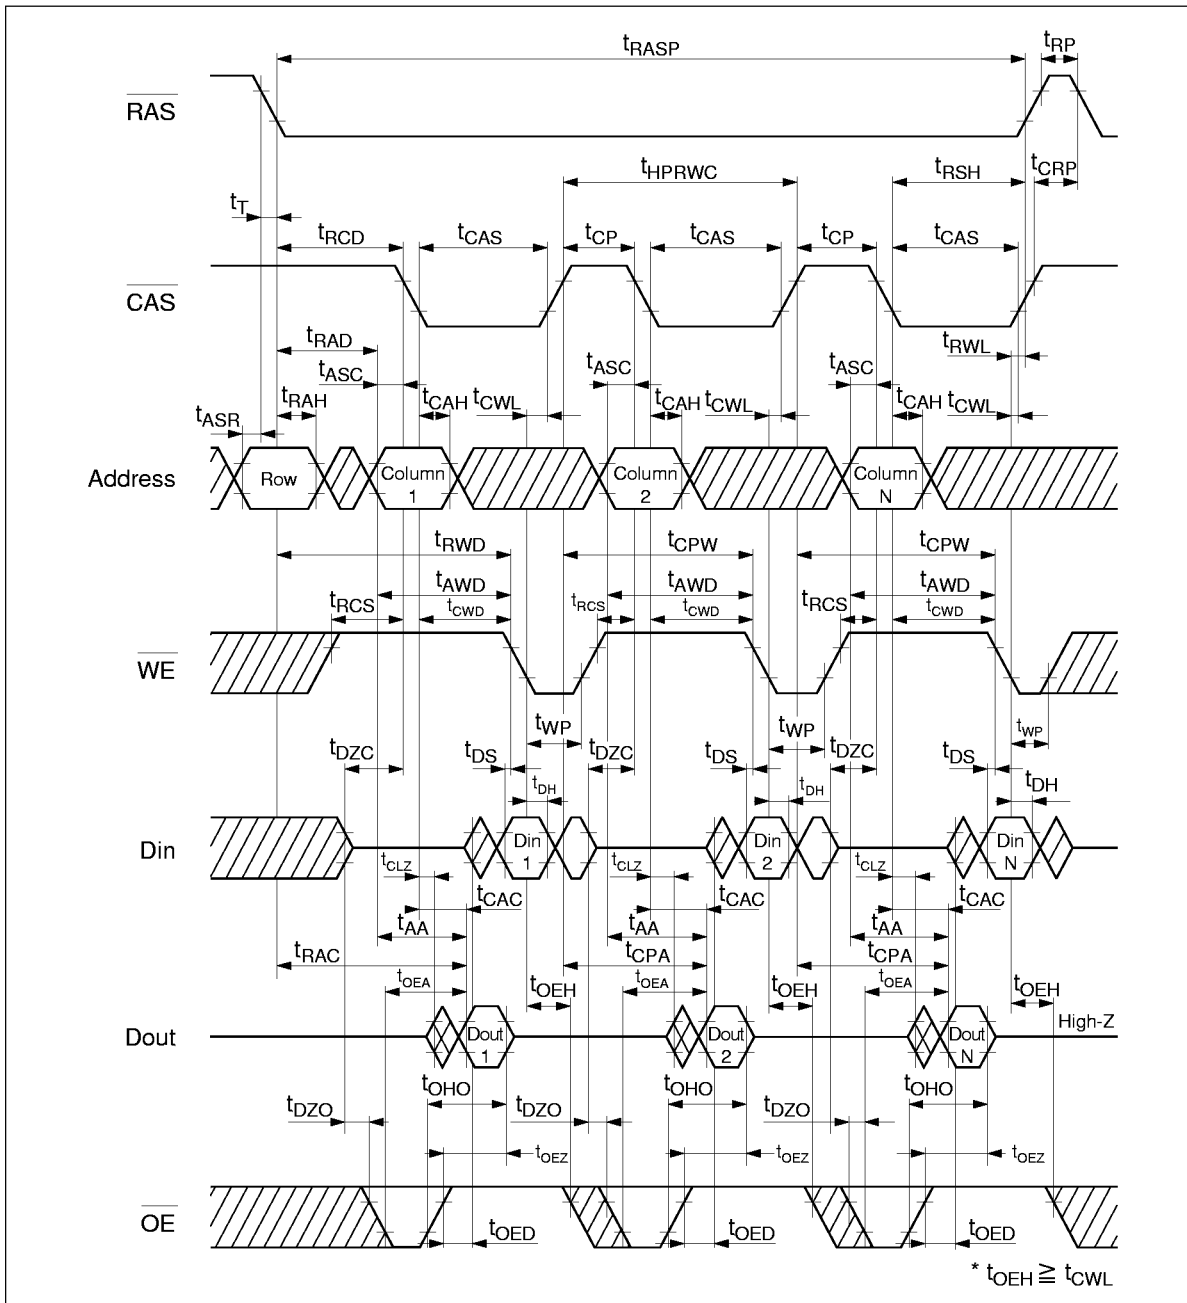 tRASP tRP
RAS
tHPRWC tRSH tCRP
tT
tRCD tCAS tCP tCAS tCP tCAS
CAS
tRAD tRWL
tASC tASC tASC
tRAH tCAH tCWL tCAH tCWL tCAH tCWL
tASR
Address Row Column 1 Column 2 Column N
tRWD tCPW tCPW
tAWD tAWD tAWD
tRCS tCWD tRCS tCWD tRCS tCWD
WE
tWP tWP tWP
tDZC tDS tDZC tDS tDZC tDS
tDH tDH tDH
Din Din 1 Din 2 Din N
tCLZ tCLZ tCLZ
tCAC tCAC tCAC
tAA tAA tAA
tRAC tCPA tCPA
tOEA tOEH tOEA tOEH tOEA tOEH
Dout Dout 1 Dout 2 Dout N High-Z
tOHO tOHO tOHO
tDZO tDZO tDZO
tOEZ tOEZ tOEZ
OE
tOED tOED tOED
* tOEH ≧ tCWL